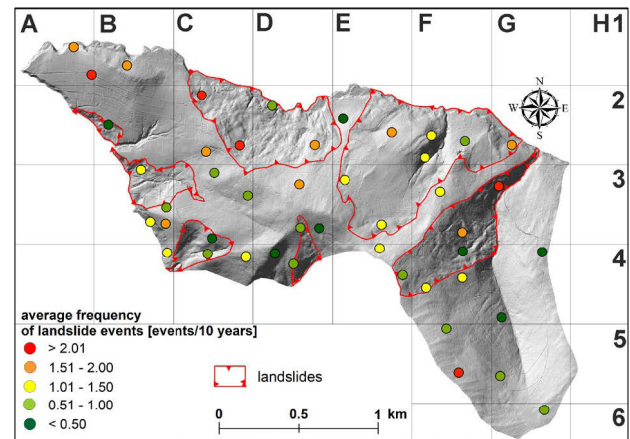 A B C D E F G H1
2
N
W E
S
3
4
average frequency
of landslide events [events/10 years]
> 2.01
1.51 - 2.00
1.01 - 1.50
0.51 - 1.00
< 0.50
landslides
0 0.5 1 km
5
6